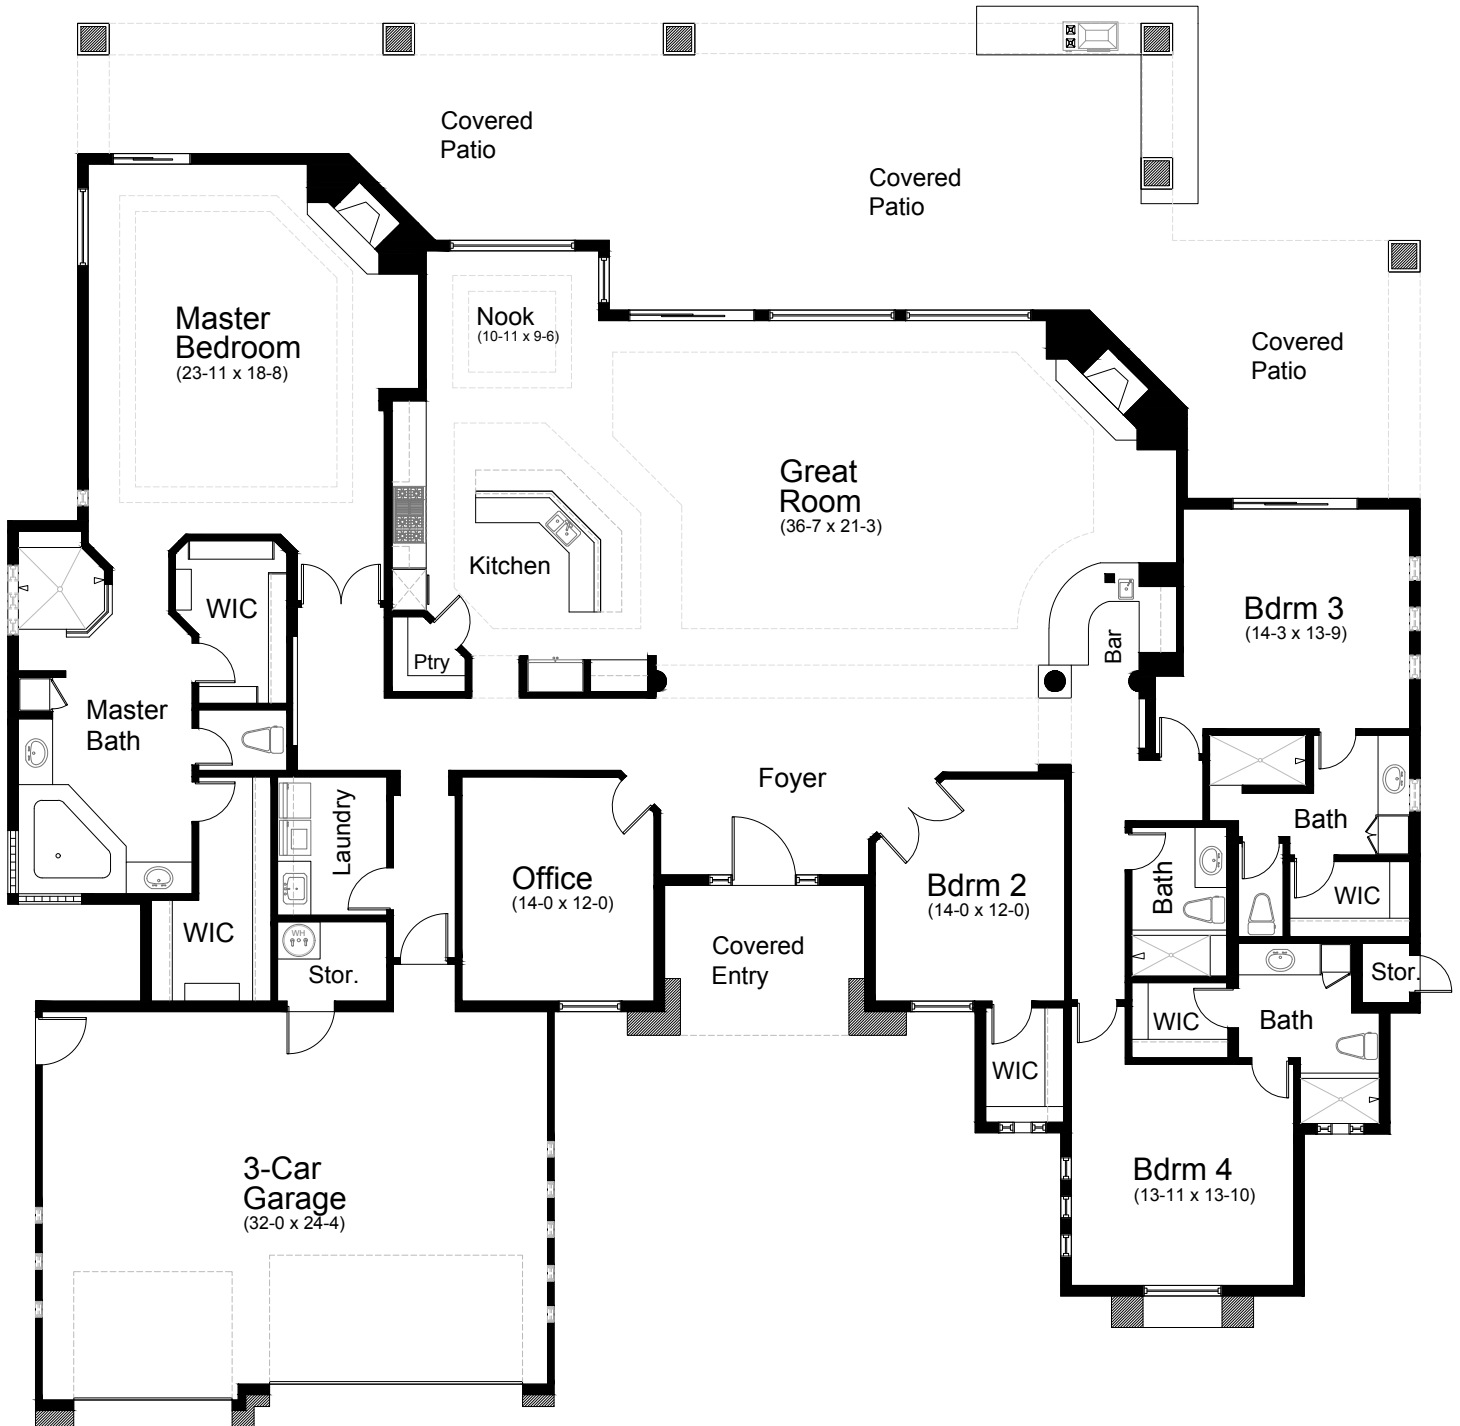 Covered
Patio
Covered
Patio
Master
Bedroom
(23-11 x 18-8)
Nook
(10-11 x 9-6)
Covered
Patio
Great
Room
(36-7 x 21-3)
Kitchen
WIC
Bdrm 3
(14-3 x 13-9)
Bar
Ptry
Master
Bath
Foyer
Laundry
Bath
Office
(14-0 x 12-0)
Bdrm 2
(14-0 x 12-0)
Bath
WIC
WIC
WH
Stor.
Covered
Entry
Stor.
WIC
Bath
WIC
3-Car
Garage
(32-0 x 24-4)
Bdrm 4
(13-11 x 13-10)